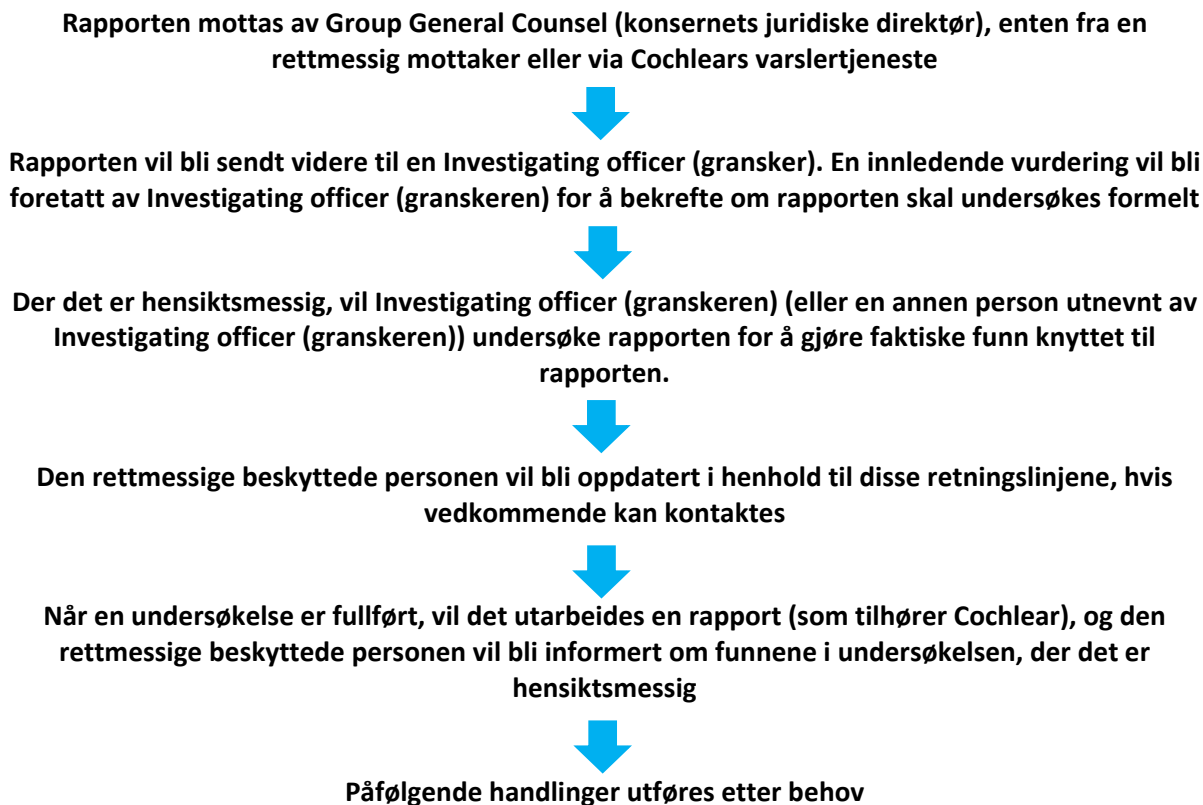 Rapporten mottas av Group General Counsel (konsernets juridiske direktør), enten fra en
rettmessig mottaker eller via Cochlears varslertjeneste
Rapporten vil bli sendt videre til en Investigating officer (gransker). En innledende vurdering vil bli
foretatt av Investigating officer (granskeren) for å bekrefte om rapporten skal undersøkes formelt
Der det er hensiktsmessig, vil Investigating officer (granskeren) (eller en annen person utnevnt av
Investigating officer (granskeren)) undersøke rapporten for å gjøre faktiske funn knyttet til
rapporten.
Den rettmessige beskyttede personen vil bli oppdatert i henhold til disse retningslinjene, hvis
vedkommende kan kontaktes
Når en undersøkelse er fullført, vil det utarbeides en rapport (som tilhører Cochlear), og den
rettmessige beskyttede personen vil bli informert om funnene i undersøkelsen, der det er
hensiktsmessig
Påfølgende handlinger utføres etter behov